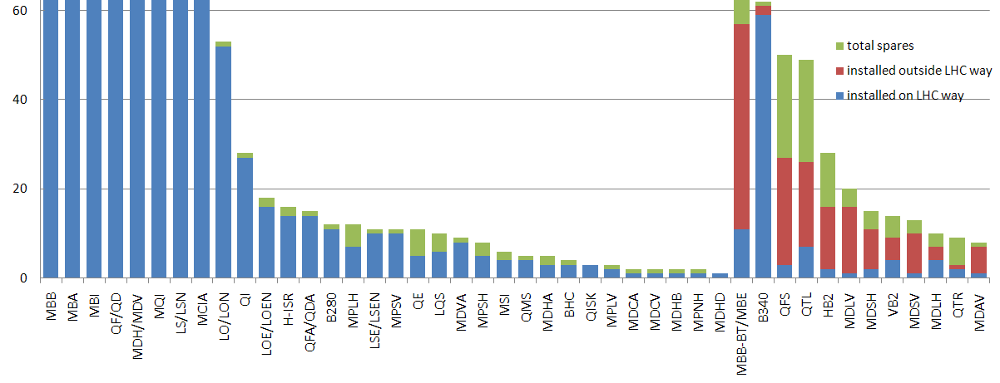 60
40
20
0
total spares
installed outside LHC way
installed on LHC way
MBB
MBA
MBI
QF/QD
MDH/MDV
MQI
LS/LSN
MCIA
LO/LON
QI
LOE/LOEN
H-ISR
QFA/QDA
B280
MPLH
LSE/LSEN
MPSV
QE
LQS
MDVA
MPSH
MSI
QMS
MDHA
BHC
QISK
MPLV
MDCA
MDCV
MDHB
MPNH
MDHD
MBB-BT/MBE
B340
QFS
QTL
HB2
MDLV
MDSH
VB2
MDSV
MDLH
QTR
MDAV